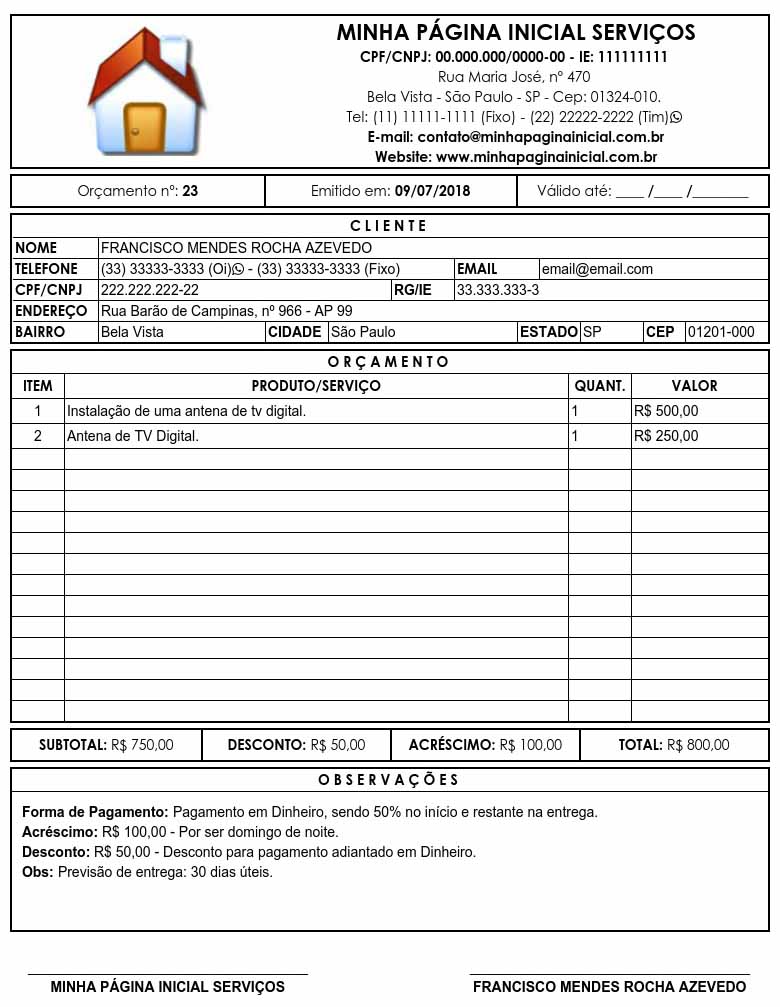 MINHA PÁGINA INICIAL SERVIÇOS
CPF/CNPJ: 00.000.000/0000-00 - IE: 111111111
Rua Maria José, nº 470
Bela Vista - São Paulo - SP - Cep: 01324-010.
Tel: (11) 11111-1111 (Fixo) - (22) 22222-2222 (Tim)
E-mail: contato@minhapaginainicial.com.br
Website: www.minhapaginainicial.com.br
Orçamento nº: 23 Emitido em: 09/07/2018 Válido até: ____ /____ /________
CLIENTE
NOME FRANCISCO MENDES ROCHA AZEVEDO
TELEFONE (33) 33333-3333 (Oi) - (33) 33333-3333 (Fixo) EMAIL email@email.com
CPF/CNPJ 222.222.222-22 RG/IE 33.333.333-3
ENDEREÇO Rua Barão de Campinas, nº 966 - AP 99
BAIRRO Bela Vista CIDADE São Paulo ESTADO SP CEP 01201-000
ORÇAMENTO
ITEM PRODUTO/SERVIÇO QUANT. VALOR
1 Instalação de uma antena de tv digital. 1 R$ 500,00
2 Antena de TV Digital. 1 R$ 250,00
SUBTOTAL: R$ 750,00 DESCONTO: R$ 50,00 ACRÉSCIMO: R$ 100,00 TOTAL: R$ 800,00
OBSERVAÇÕES
Forma de Pagamento: Pagamento em Dinheiro, sendo 50% no início e restante na entrega.
Acréscimo: R$ 100,00 - Por ser domingo de noite.
Desconto: R$ 50,00 - Desconto para pagamento adiantado em Dinheiro.
Obs: Previsão de entrega: 30 dias úteis.
MINHA PÁGINA INICIAL SERVIÇOS FRANCISCO MENDES ROCHA AZEVEDO